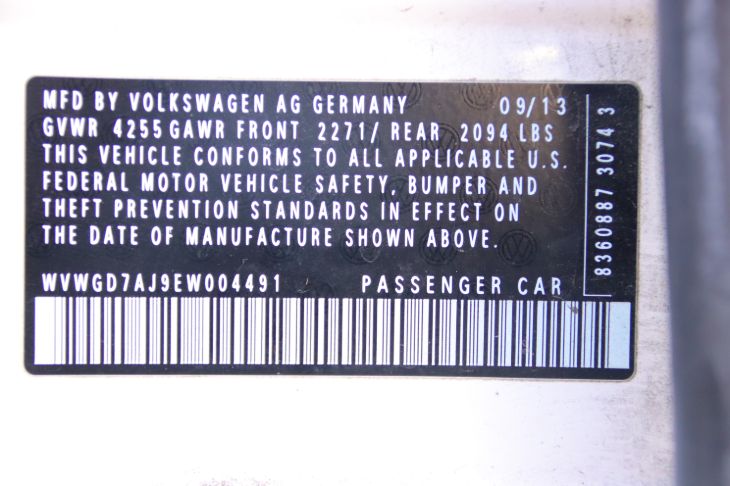 MFD BY VOLKSWAGEN AG GERMANY 09/13
GVWR 4255 GAWR FRONT 2271/ REAR 2094 LBS
THIS VEHICLE CONFORMS TO ALL APPLICABLE U.S.
FEDERAL MOTOR VEHICLE SAFETY, BUMPER AND
THEFT PREVENTION STANDARDS IN EFFECT ON
THE DATE OF MANUFACTURE SHOWN ABOVE.
WVWGD7AJ9EW004491 PASSENGER CAR
8360887 3074 3